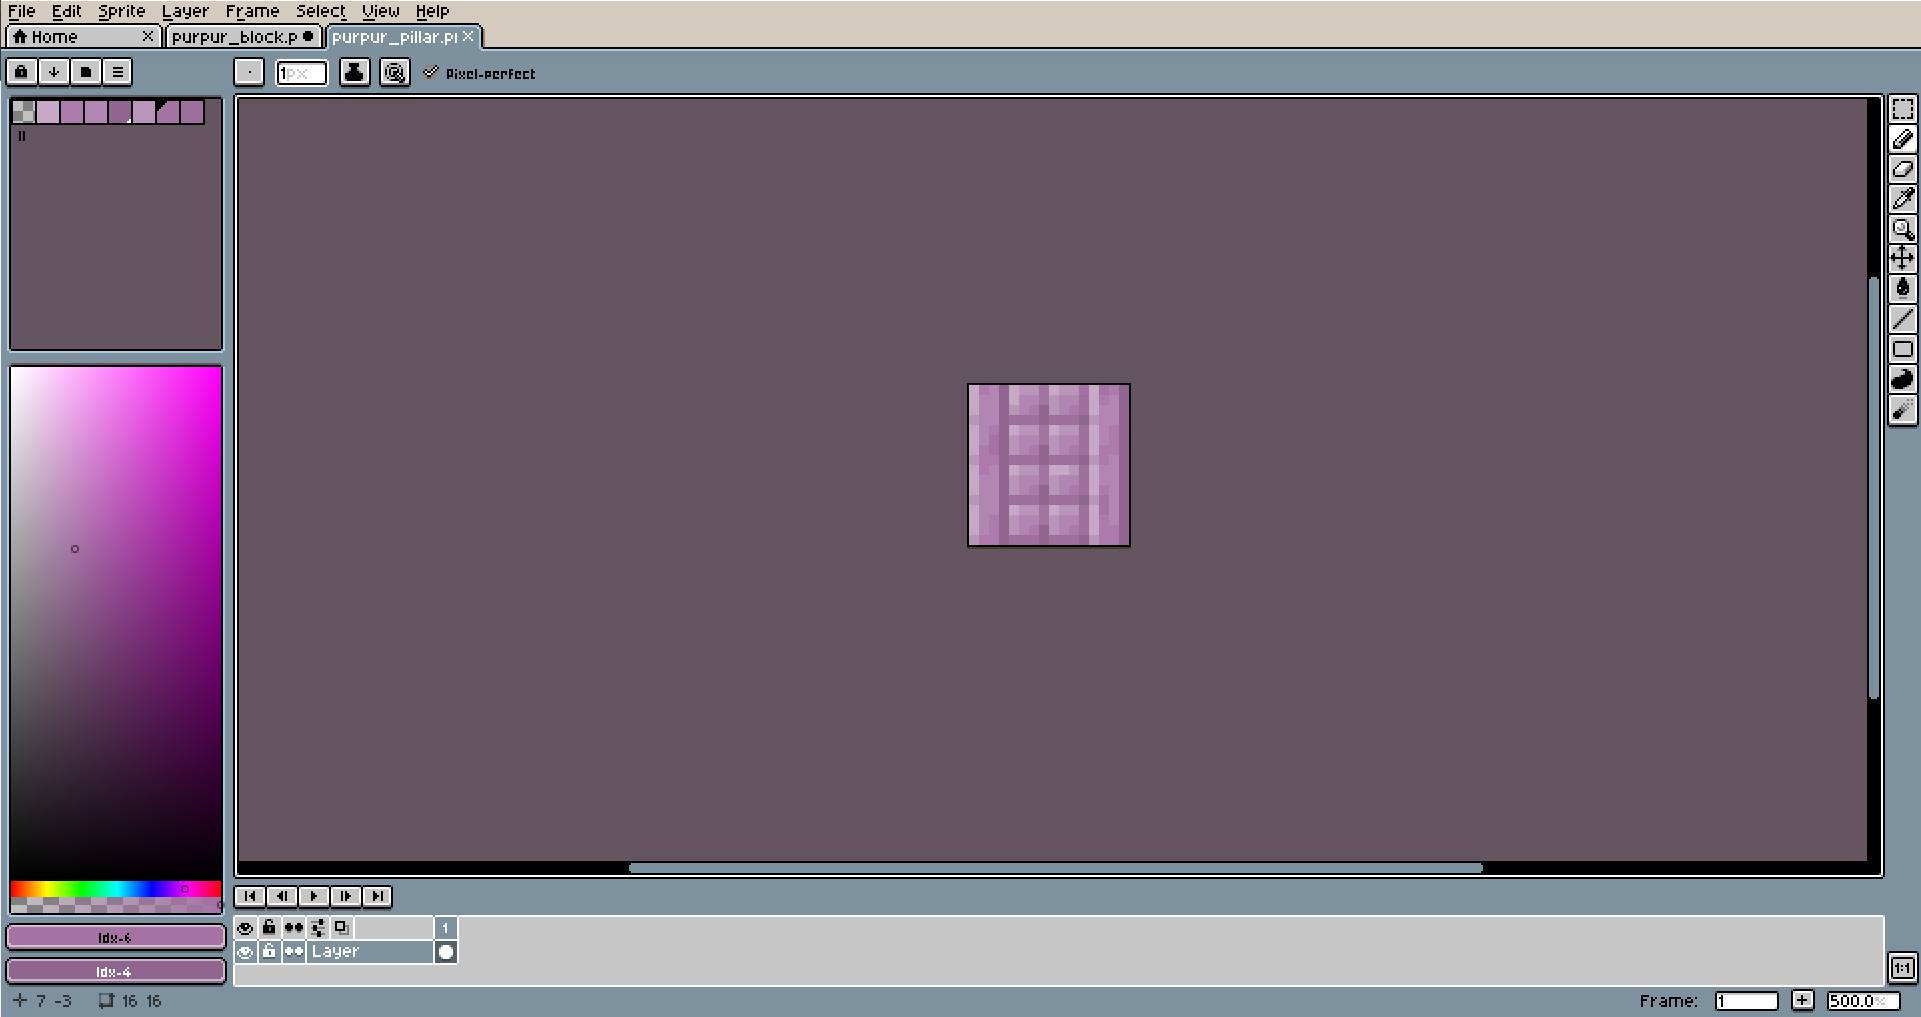 File Edit Sprite Layer Frame Select View Help
Home purpur_block.p purpur_pillar.pr
1px Pixel-perfect
1
Layer
Idx-6
Idx-4
7 -3 16 16 Frame: 1 500.0%
1:1